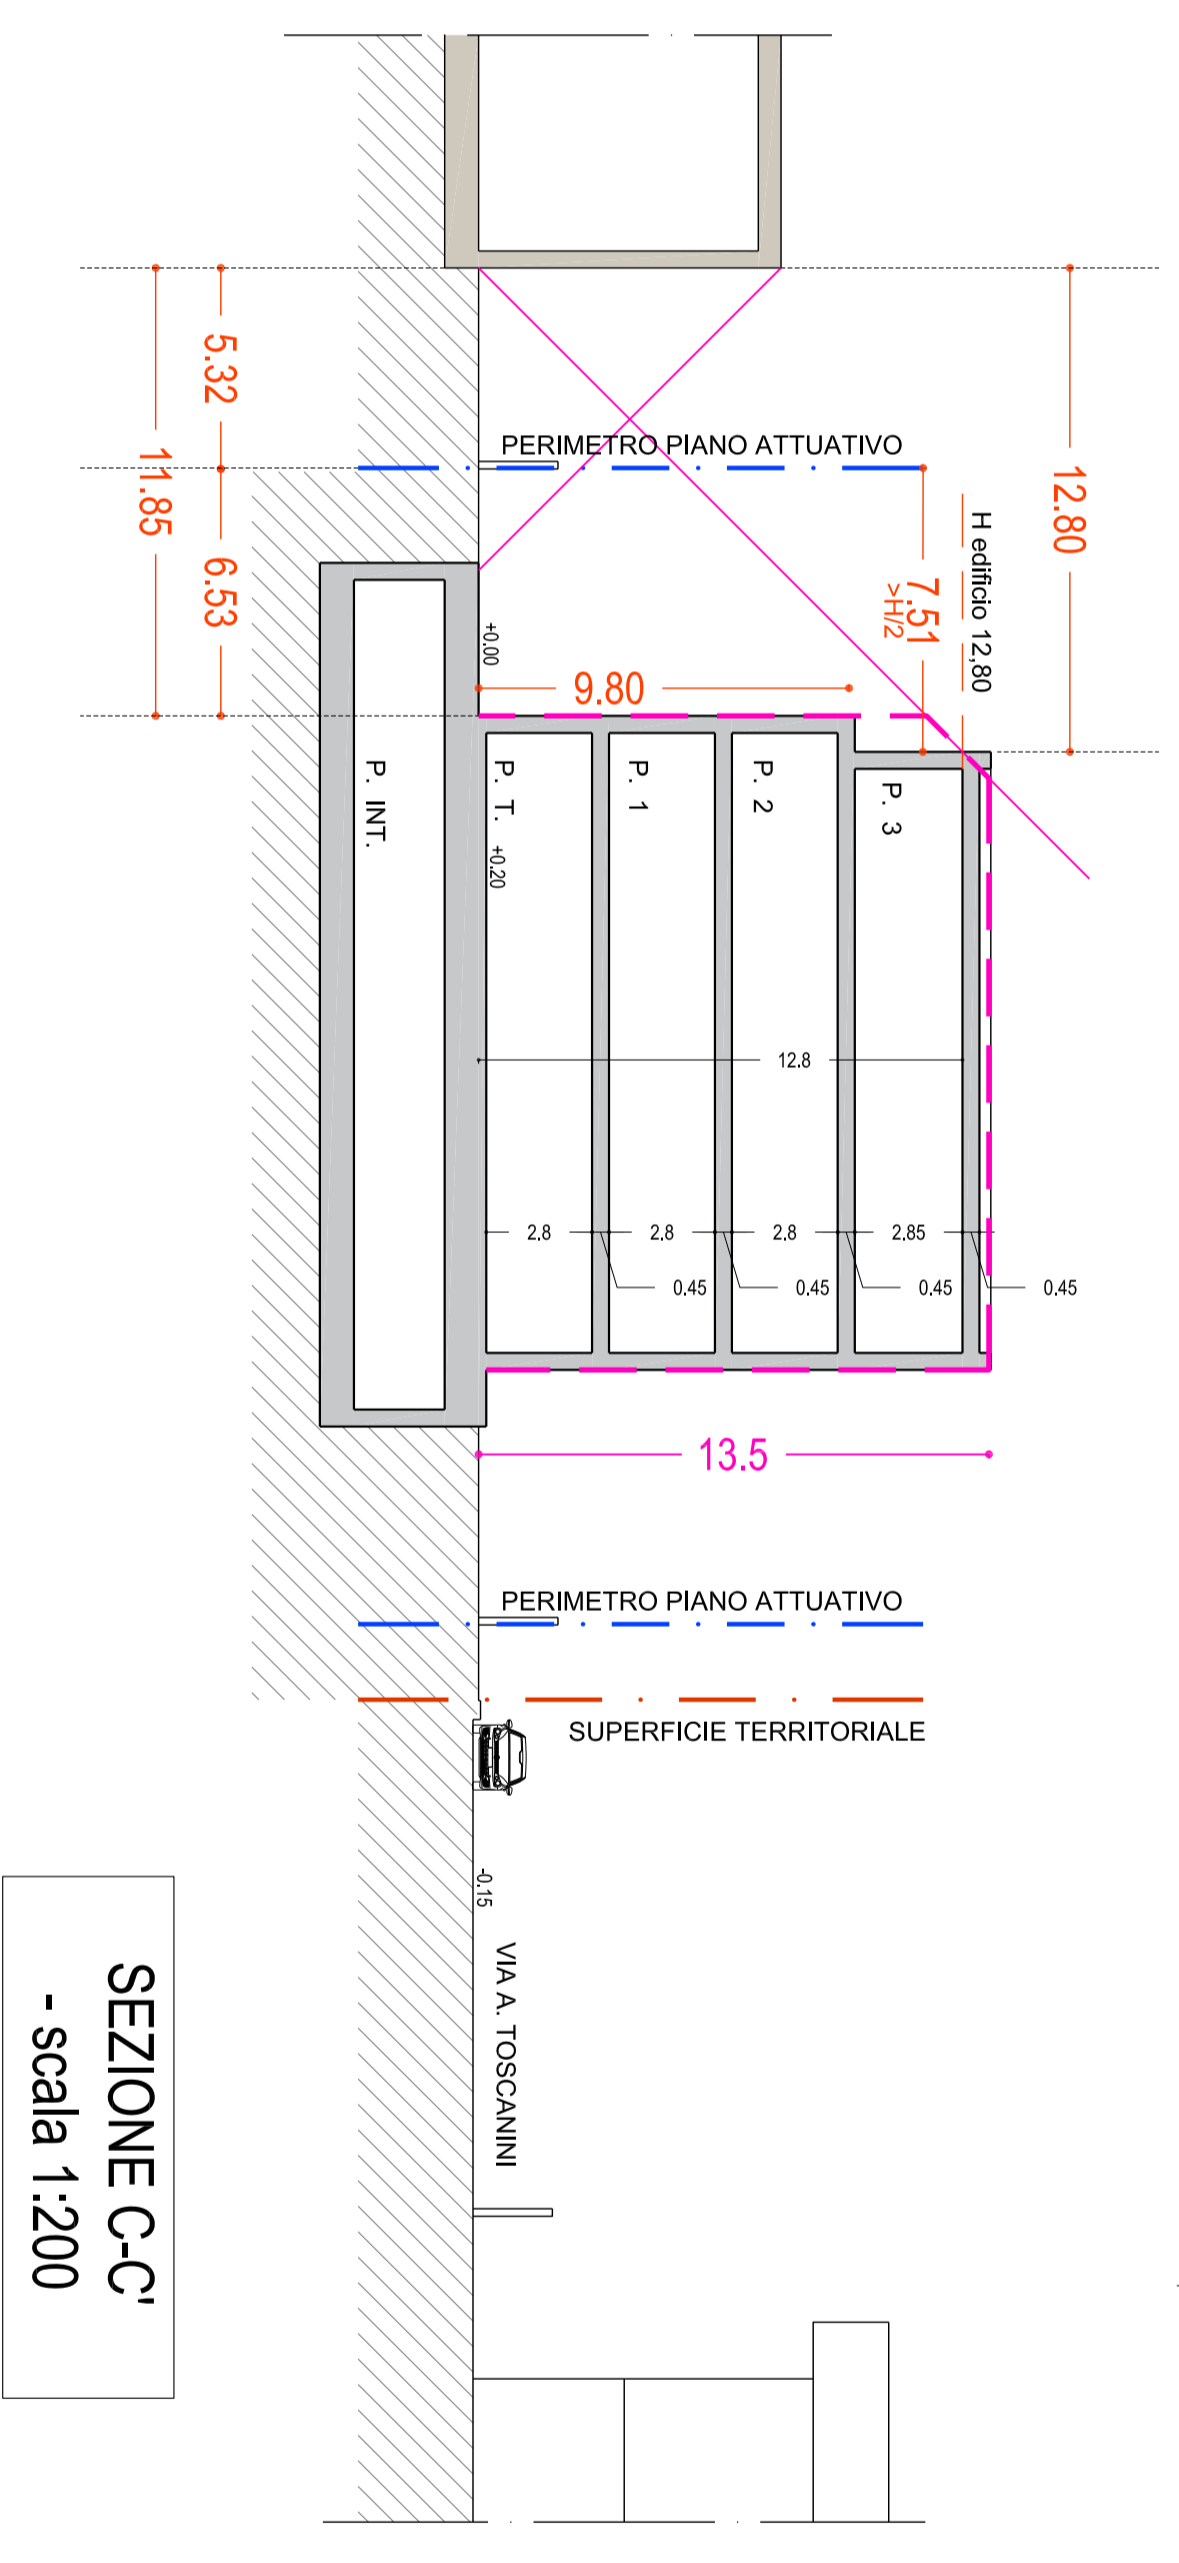 12.80
H edificio 12,80
7.51
>H/2
PERIMETRO PIANO ATTUATIVO
5.32
6.53
11.85
9.80
+0.00
P. 3
P. 2
P. 1
P. T.
+0.20
P. INT.
12.8
2.8
2.8
2.8
2.85
0.45
0.45
0.45
0.45
13.5
PERIMETRO PIANO ATTUATIVO
SUPERFICIE TERRITORIALE
-0.15
VIA A. TOSCANINI
SEZIONE C-C'
- scala 1:200